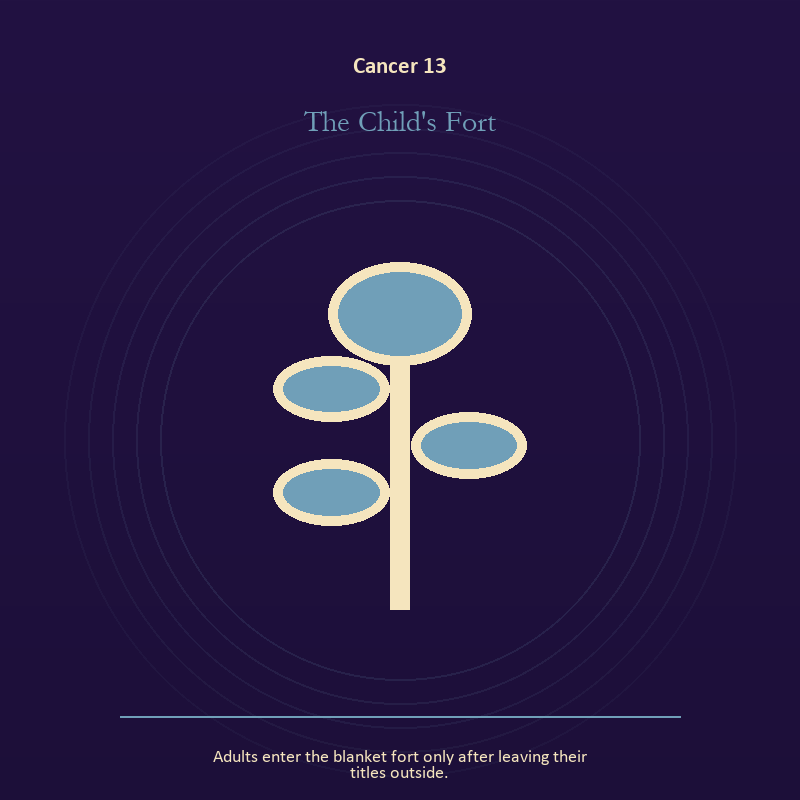 Cancer 13
The Child's Fort
Adults enter the blanket fort only after leaving their
titles outside.